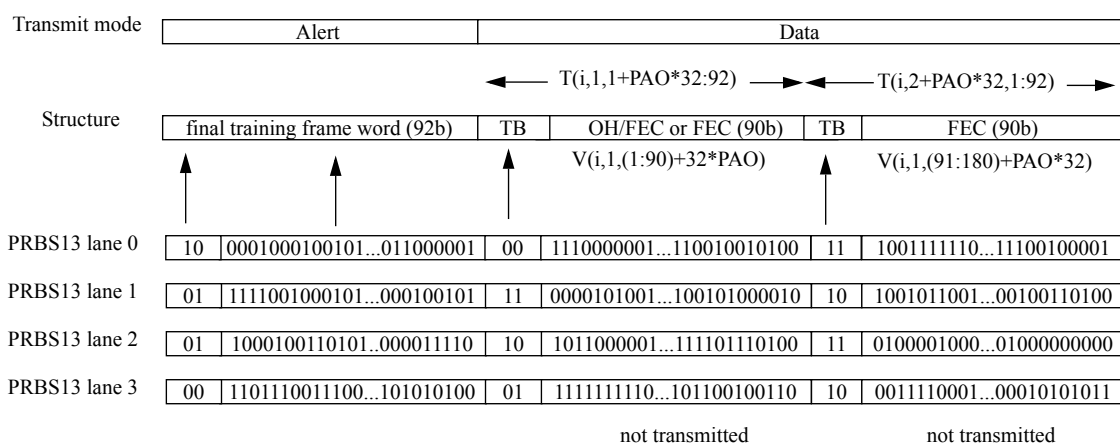 Transmit mode Alert Data
T(i,1,1+PAO*32:92) T(i,2+PAO*32,1:92)
Structure final training frame word (92b) TB OH/FEC or FEC (90b) TB FEC (90b)
V(i,1,(1:90)+32*PAO) V(i,1,(91:180)+PAO*32)
PRBS13 lane 0 10 0001000100101...011000001 00 1110000001...110010010100 11 1001111110...11100100001
PRBS13 lane 1 01 1111001000101...000100101 11 0000101001...100101000010 10 1001011001...00100110100
PRBS13 lane 2 01 1000100110101..000011110 10 1011000001...111101110100 11 0100001000...01000000000
PRBS13 lane 3 00 1101110011100...101010100 01 1111111110...101100100110 10 0011110001...00010101011
not transmitted not transmitted